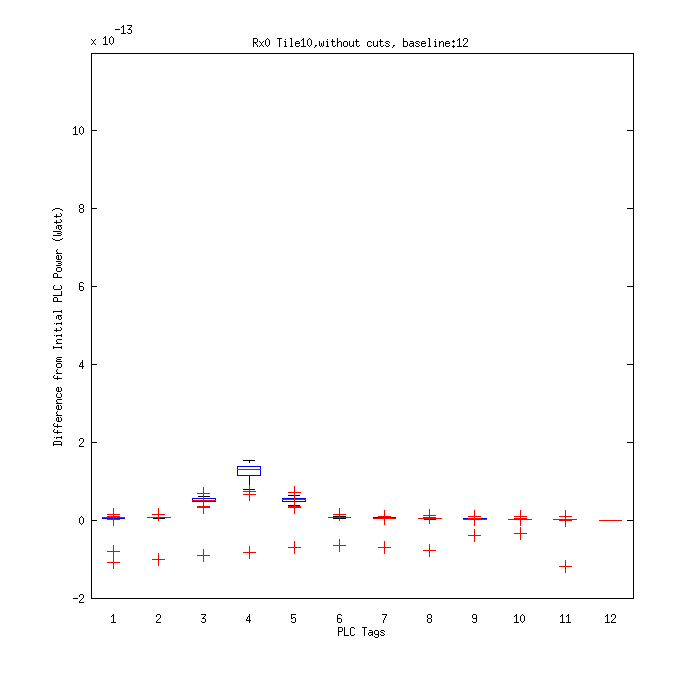 x 10-13
Rx0 Tile10,without cuts, baseline:12
Difference from Initial PLC Power (Watt)
10
8
6
4
2
0
-2
1 2 3 4 5 6 7 8 9 10 11 12
PLC Tags